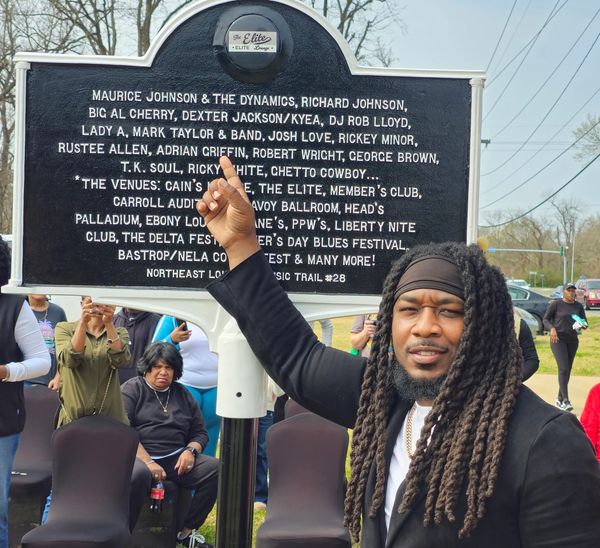 The Elite
ELITE LOUNGE
MAURICE JOHNSON & THE DYNAMICS, RICHARD JOHNSON,
BIG AL CHERRY, DEXTER JACKSON/KYEA, DJ ROB LLOYD,
LADY A, MARK TAYLOR & BAND, JOSH LOVE, RICKEY MINOR,
RUSTEE ALLEN, ADRIAN GRIFFIN, ROBERT WRIGHT, GEORGE BROWN,
T.K. SOUL, RICKY WHITE, GHETTO COWBOY...
*THE VENUES: CAIN'S THE ELITE, MEMBER'S CLUB,
CARROLL SAVOY BALLROOM, HEAD'S
PALLADIUM, EBONY PPW'S, LIBERTY NITE
CLUB, THE DELTA DAY BLUES FESTIVAL,
BASTROP/NELA & MANY MORE!
NORTHEAST TRAIL #28